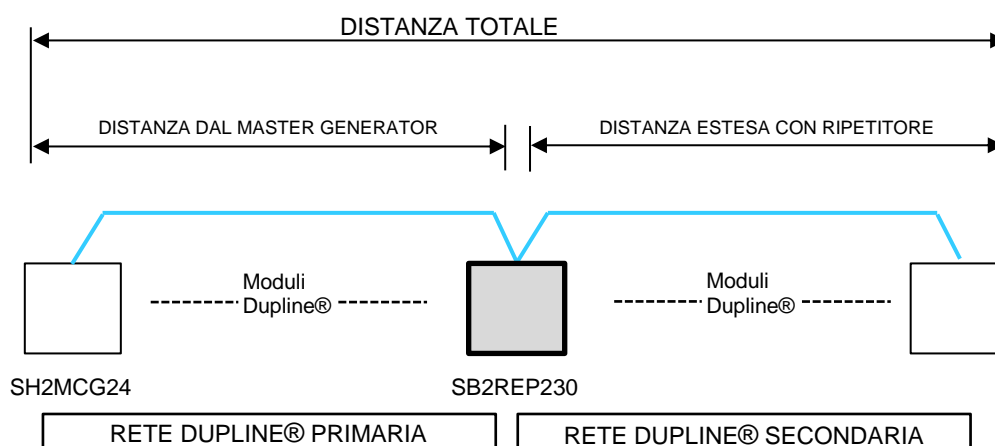 DISTANZA TOTALE
DISTANZA DAL MASTER GENERATOR
DISTANZA ESTESA CON RIPETITORE
Moduli
Dupline®
Moduli
Dupline®
SH2MCG24
SB2REP230
RETE DUPLINE® PRIMARIA
RETE DUPLINE® SECONDARIA